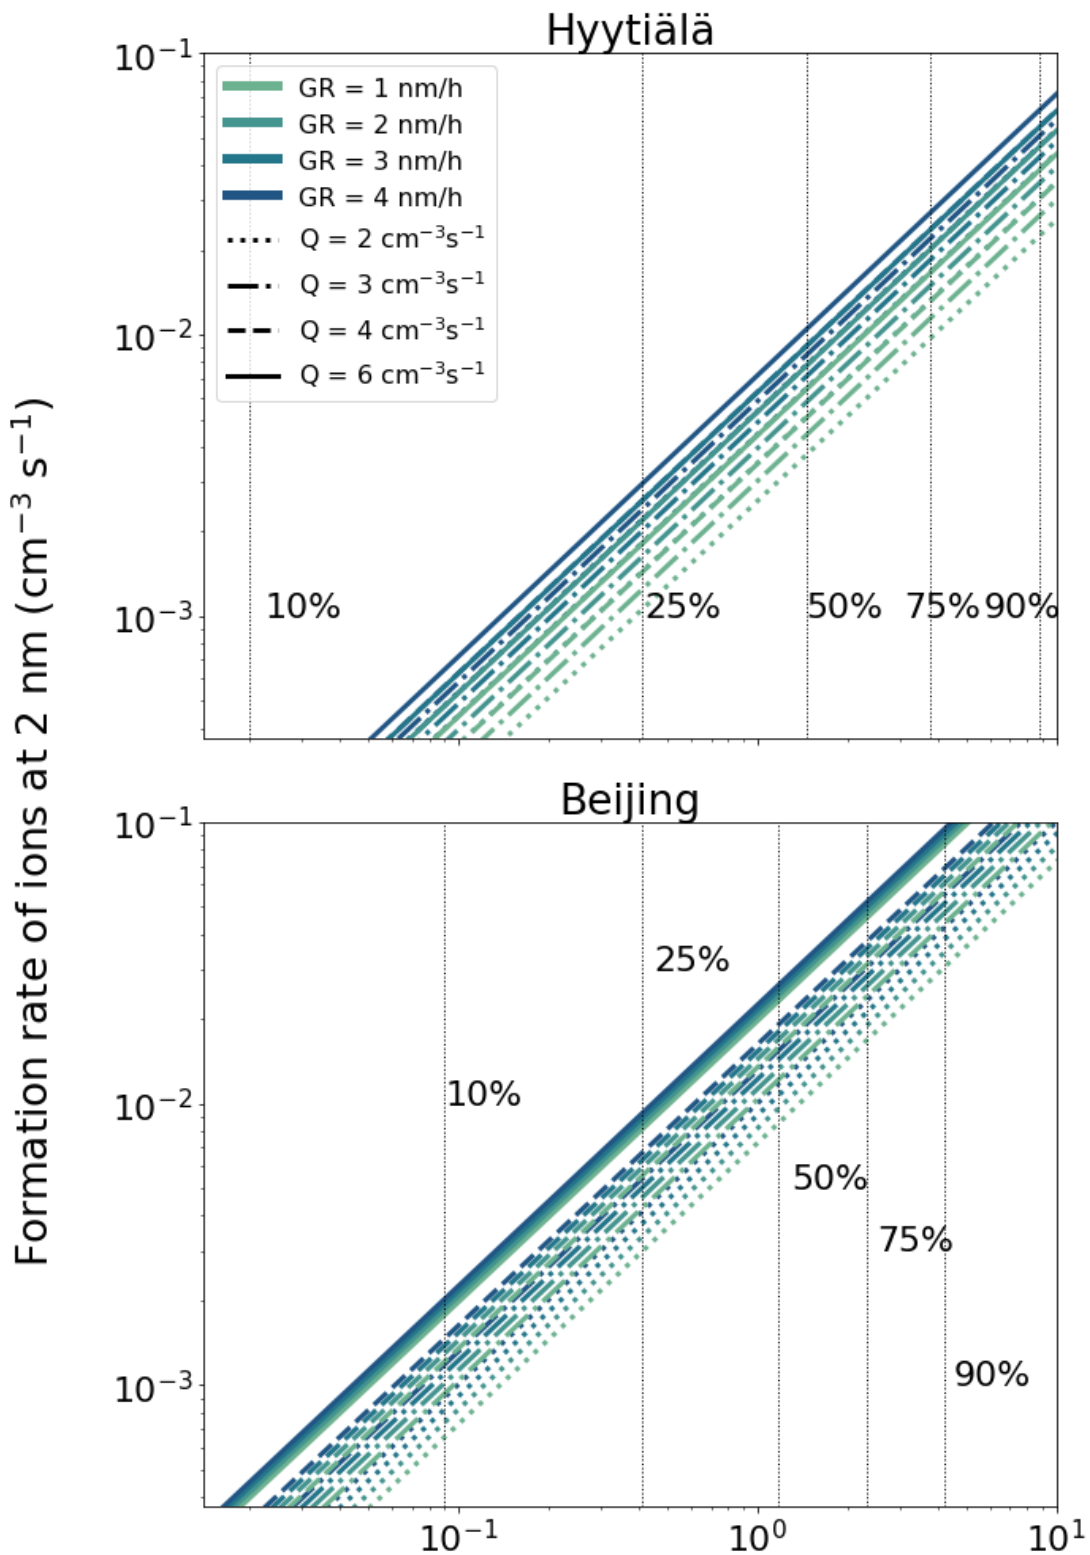 Hyytiälä
10⁻¹
GR = 1 nm/h
GR = 2 nm/h
GR = 3 nm/h
GR = 4 nm/h
Q = 2 cm⁻³s⁻¹
Q = 3 cm⁻³s⁻¹
Q = 4 cm⁻³s⁻¹
Q = 6 cm⁻³s⁻¹
10⁻²
10⁻³
10%
25%
50%
75%
90%
Formation rate of ions at 2 nm (cm⁻³ s⁻¹)
Beijing
10⁻¹
25%
10⁻²
10%
50%
75%
10⁻³
90%
10⁻¹
10⁰
10¹